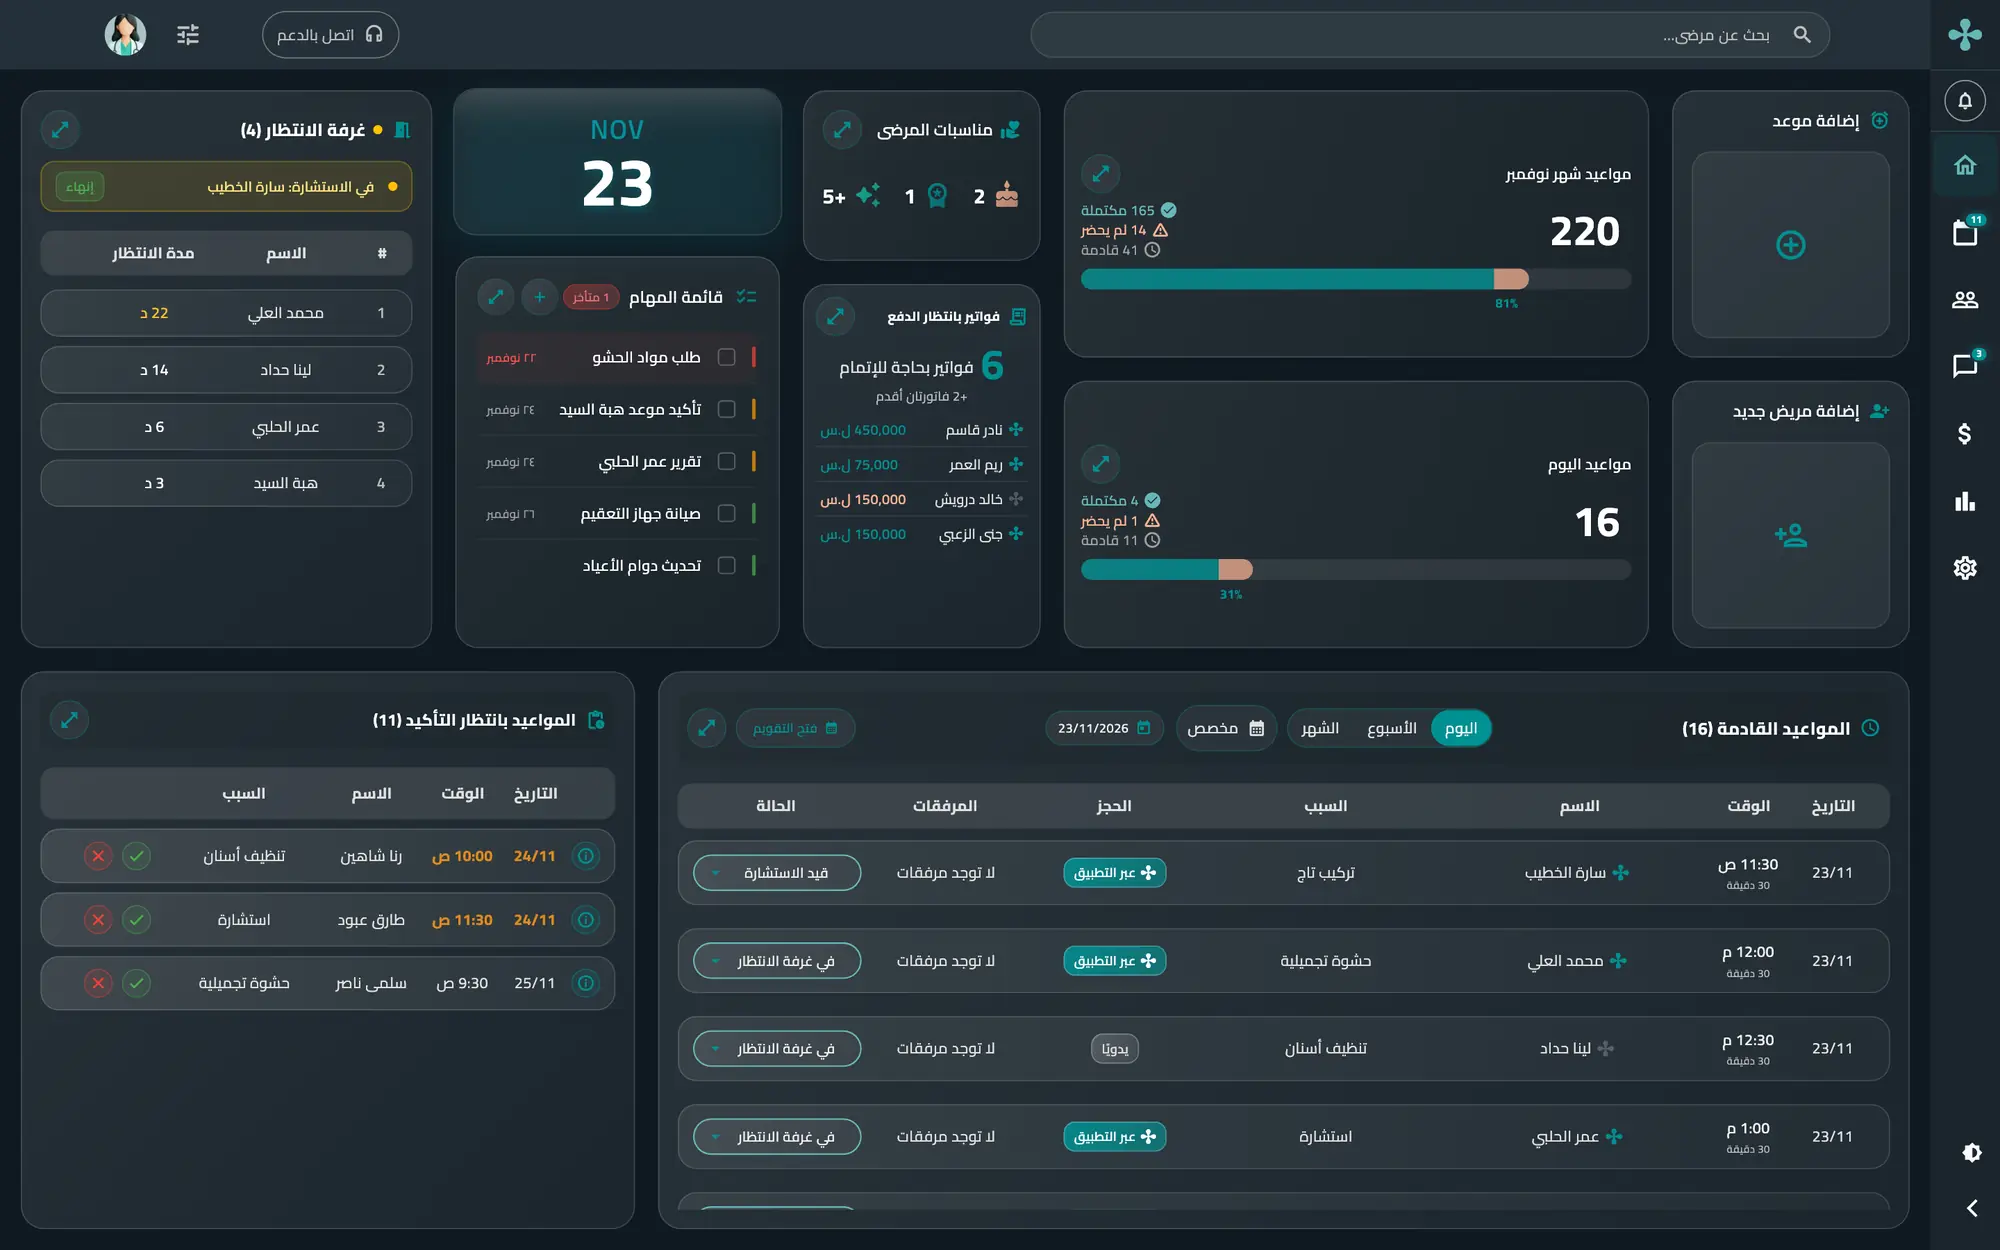 بحث عن مرضى...
اتصل بالدعم
11
3
إضافة موعد
مواعيد شهر نوفمبر
220
165 مكتملة
14 لم يحضر
41 قادمة
81%
مناسبات المرضى
2
1
5+
NOV
23
غرفة الانتظار (4)
في الاستشارة: سارة الخطيب
إنهاء
# الاسم مدة الانتظار
1 محمد العلي 22 د
2 لينا حداد 14 د
3 عمر الحلبي 6 د
4 هبة السيد 3 د
قائمة المهام
1 متأخر
+
طلب مواد الحشو ٢٢ نوفمبر
تأكيد موعد هبة السيد ٢٤ نوفمبر
تقرير عمر الحلبي ٢٤ نوفمبر
صيانة جهاز التعقيم ٢٦ نوفمبر
تحديث دوام الأعياد
فواتير بانتظار الدفع
6 فواتير بحاجة للإتمام
+2 فاتورتان أقدم
نادر قاسم 450,000 ل.س
ريم العمر 75,000 ل.س
خالد درويش 150,000 ل.س
جنى الزعبي 150,000 ل.س
إضافة مريض جديد
مواعيد اليوم
16
4 مكتملة
1 لم يحضر
11 قادمة
31%
المواعيد القادمة (16)
اليوم الأسبوع الشهر
مخصص
23/11/2026
فتح التقويم
التاريخ الوقت الاسم السبب الحجز المرفقات الحالة
23/11 11:30 ص سارة الخطيب تركيب تاج عبر التطبيق لا توجد مرفقات قيد الاستشارة
30 دقيقة
23/11 12:00 م محمد العلي حشوة تجميلية عبر التطبيق لا توجد مرفقات في غرفة الانتظار
30 دقيقة
23/11 12:30 م لينا حداد تنظيف أسنان يدويًا لا توجد مرفقات في غرفة الانتظار
30 دقيقة
23/11 1:00 م عمر الحلبي استشارة عبر التطبيق لا توجد مرفقات في غرفة الانتظار
30 دقيقة
المواعيد بانتظار التأكيد (11)
التاريخ الوقت الاسم السبب
24/11 10:00 ص رنا شاهين تنظيف أسنان
24/11 11:30 ص طارق عبود استشارة
25/11 9:30 ص سلمى ناصر حشوة تجميلية